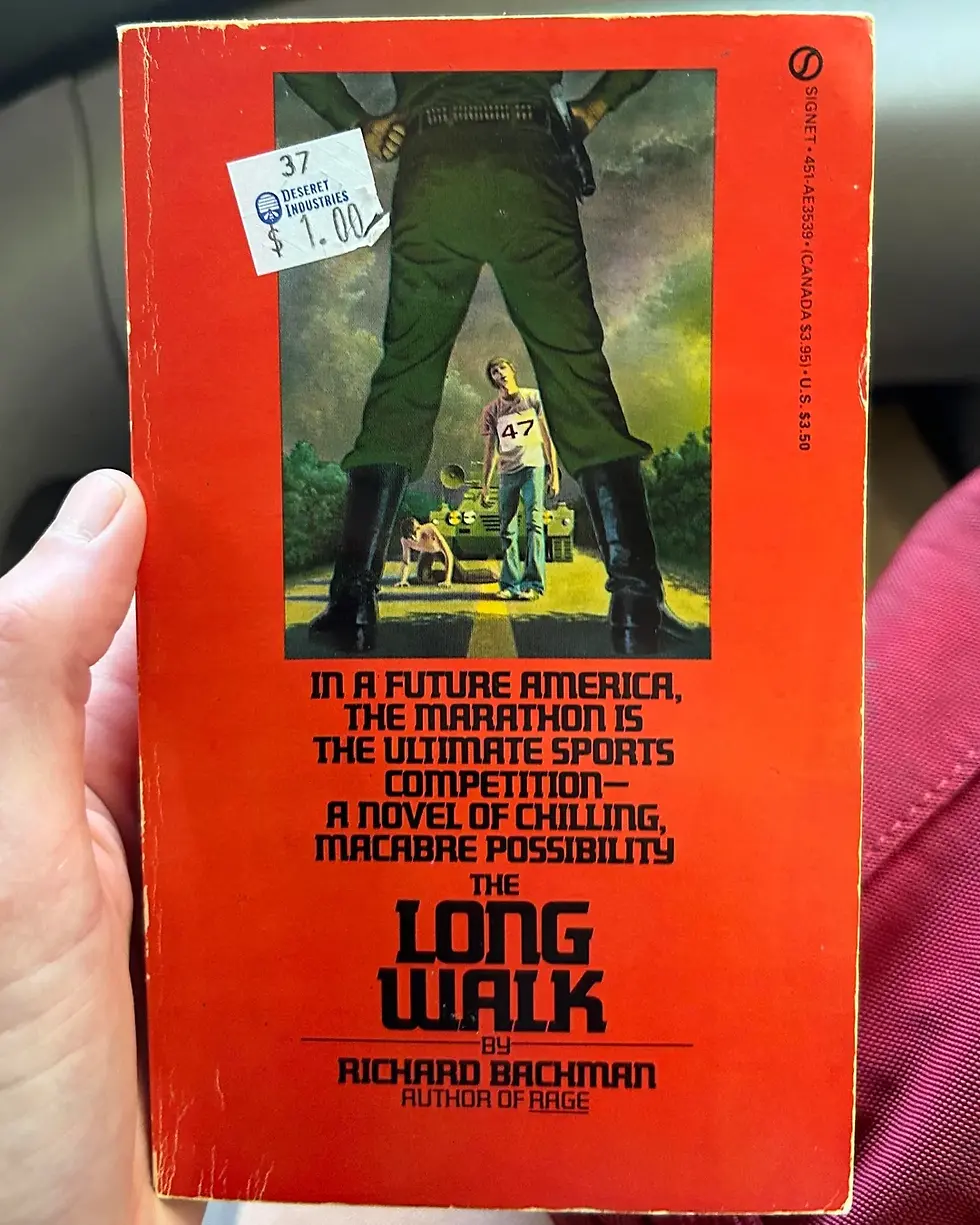 SIGNET • 451-AE3539 • (CANADA $3.95) • U.S. $3.50
37
DESERET
INDUSTRIES
$ 1.00
47
IN A FUTURE AMERICA,
THE MARATHON IS
THE ULTIMATE SPORTS
COMPETITION—
A NOVEL OF CHILLING,
MACABRE POSSIBILITY
THE
LONG
WALK
BY
RICHARD BACHMAN
AUTHOR OF RAGE